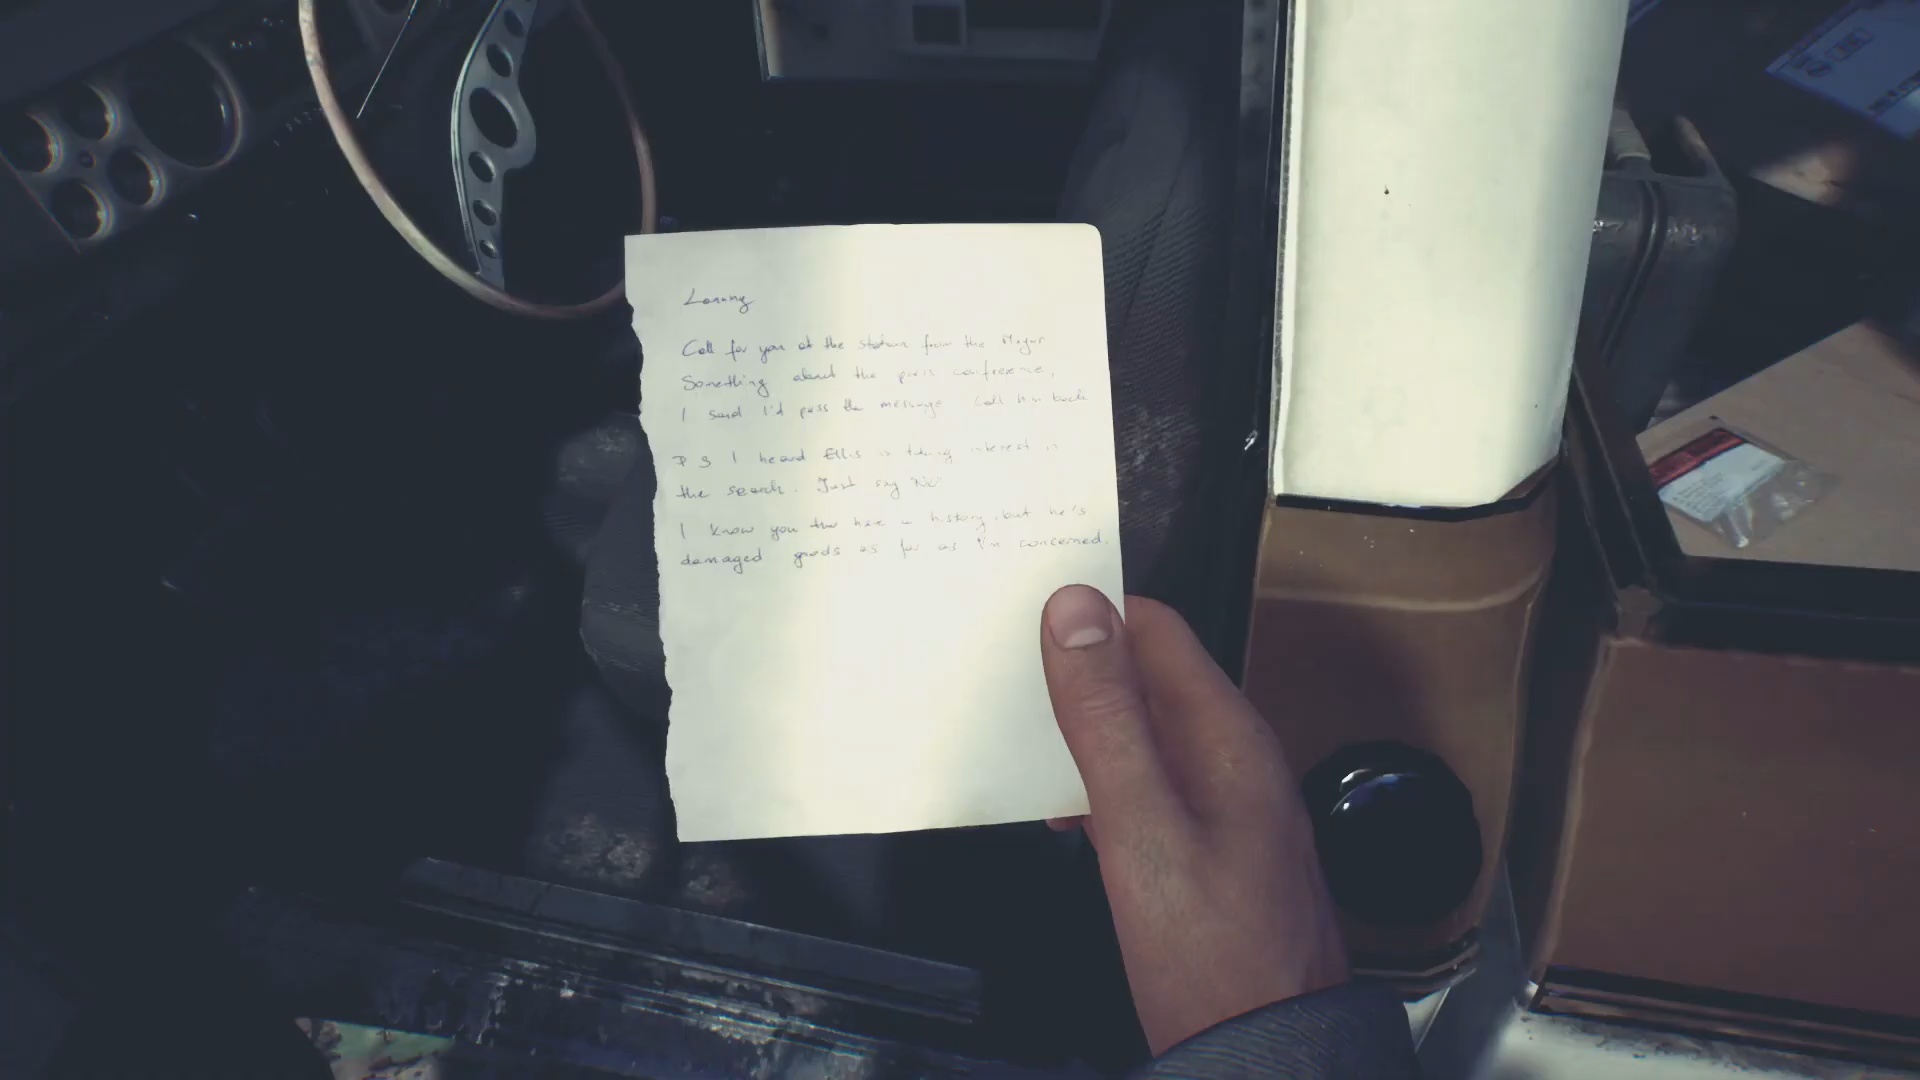 Lanning
Call for you at the station from the Mayor
Something about the press conference,
I said I'd pass the message Call him back
P S I heard Ellis is taking interest in
the search. Just say "No"
I know you two have a history, but he's
damaged goods as far as I'm concerned.